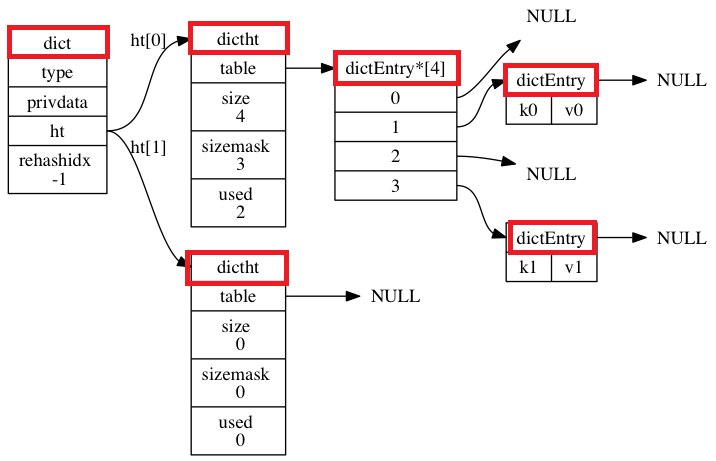 dict
type
privdata
ht
rehashidx
-1
ht[0]
ht[1]
dictht
table
size
4
sizemask
3
used
2
dictht
table
size
0
sizemask
0
used
0
NULL
dictEntry*[4]
0
1
2
3
NULL
dictEntry
k0 v0
NULL
NULL
dictEntry
k1 v1
NULL